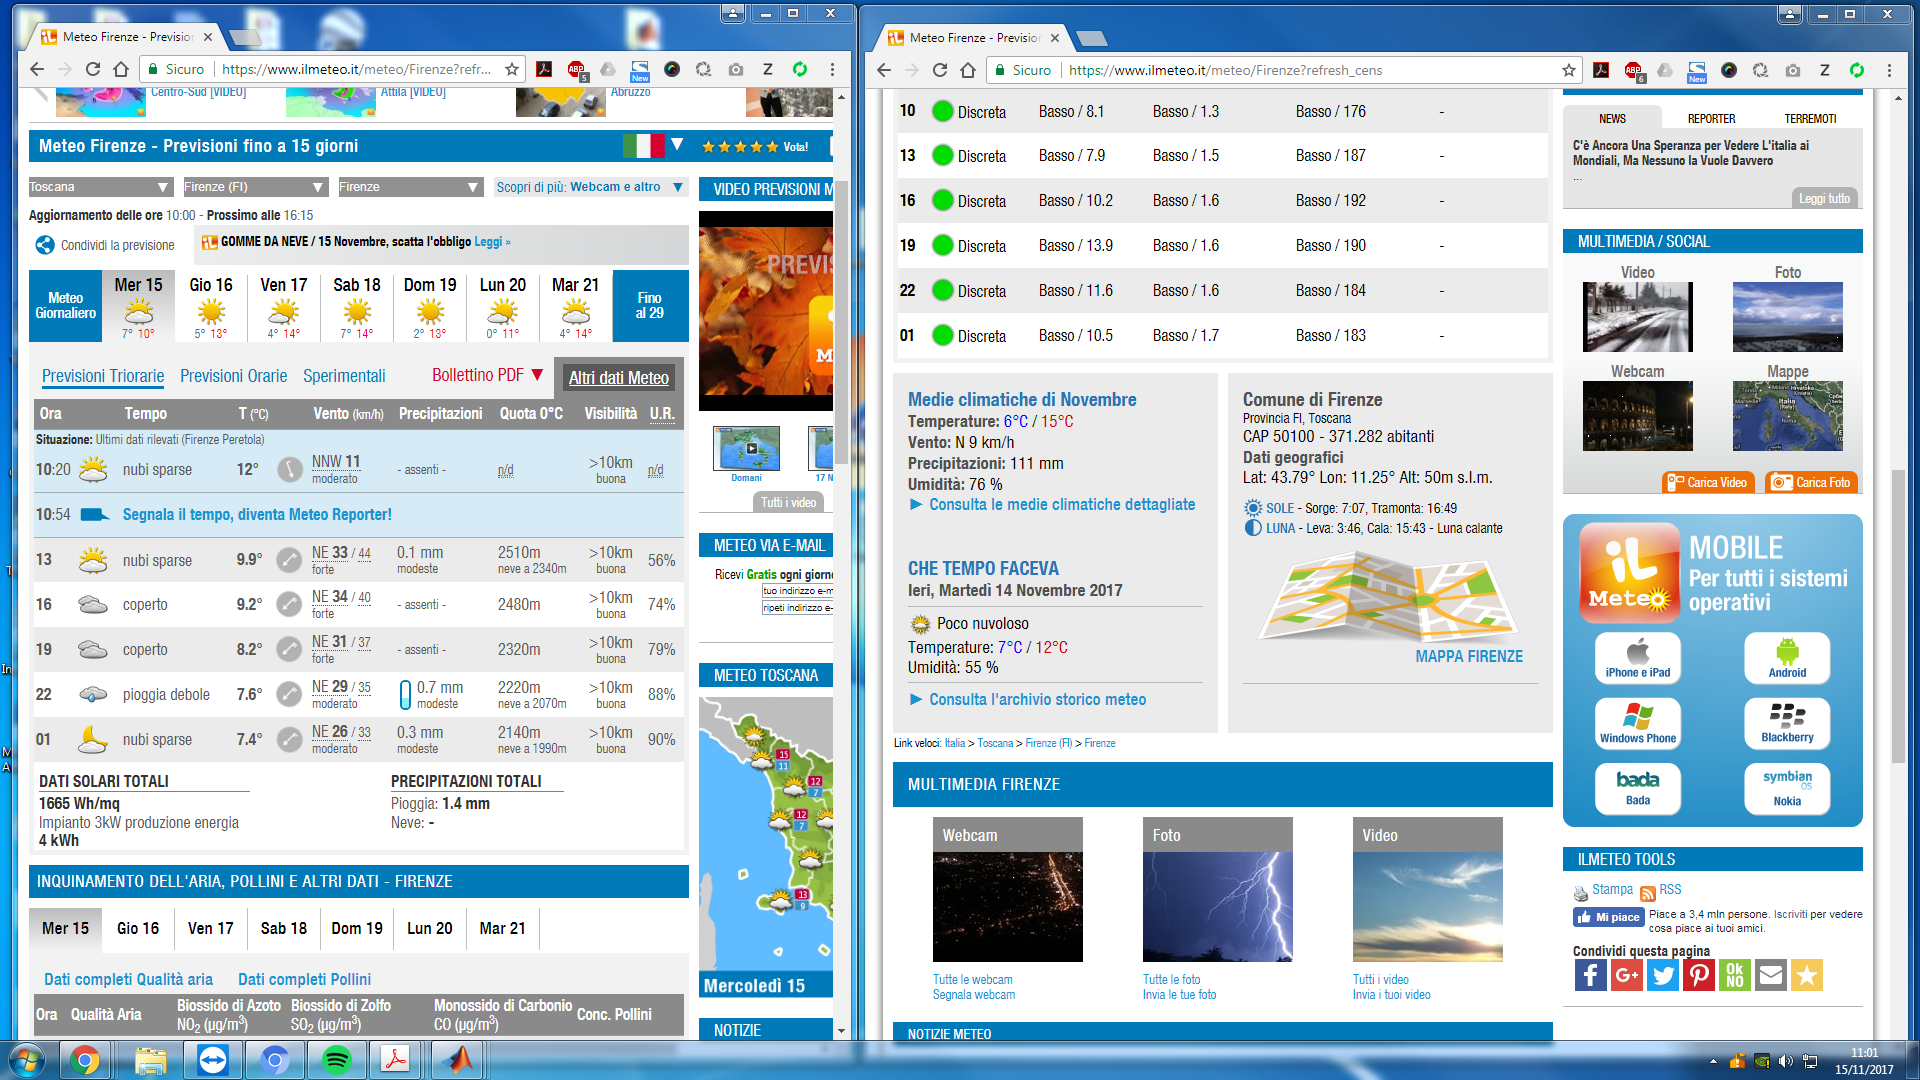 Meteo Firenze - Previsior
Sicuro https://www.ilmeteo.it/meteo/Firenze?refr...
Centro-Sud [VIDEO] Attila [VIDEO] Abruzzo
Meteo Firenze - Previsioni fino a 15 giorni Vota!
Toscana Firenze (FI) Firenze Scopri di più: Webcam e altro
Aggiornamento delle ore 10:00 - Prossimo alle 16:15
Condividi la previsione GOMME DA NEVE / 15 Novembre, scatta l'obbligo Leggi »
Meteo Giornaliero Mer 15 Gio 16 Ven 17 Sab 18 Dom 19 Lun 20 Mar 21 Fino al 29
7° 10° 5° 13° 4° 14° 7° 14° 2° 13° 0° 11° 4° 14°
Previsioni Triorarie Previsioni Orarie Sperimentali Bollettino PDF ▼ Altri dati Meteo
Ora Tempo T (°C) Vento (km/h) Precipitazioni Quota 0°C Visibilità U.R.
Situazione: Ultimi dati rilevati (Firenze Peretola)
10:20 nubi sparse 12° NNW 11 moderato - assenti - n/d >10km buona n/d
10:54 Segnala il tempo, diventa Meteo Reporter!
13 nubi sparse 9.9° NE 33 / 44 forte 0.1 mm modeste 2510m neve a 2340m >10km buona 56%
16 coperto 9.2° NE 34 / 40 forte - assenti - 2480m >10km buona 74%
19 coperto 8.2° NE 31 / 37 forte - assenti - 2320m >10km buona 79%
22 pioggia debole 7.6° NE 29 / 35 moderato 0.7 mm modeste 2220m neve a 2070m >10km buona 88%
01 nubi sparse 7.4° NE 26 / 33 moderato 0.3 mm modeste 2140m neve a 1990m >10km buona 90%
DATI SOLARI TOTALI PRECIPITAZIONI TOTALI
1665 Wh/mq Pioggia: 1.4 mm
Impianto 3kW produzione energia Neve: -
4 kWh
INQUINAMENTO DELL'ARIA, POLLINI E ALTRI DATI - FIRENZE
Mer 15 Gio 16 Ven 17 Sab 18 Dom 19 Lun 20 Mar 21
Dati completi Qualità aria Dati completi Pollini
Ora Qualità Aria Biossido di Azoto NO2 (µg/m³) Biossido di Zolfo SO2 (µg/m³) Monossido di Carbonio CO (µg/m³) Conc. Pollini
VIDEO PREVISIONI M
PREVIS
M
Domani 17 N
Tutti i video
METEO VIA E-MAIL
Ricevi Gratis ogni giorno
tuo indirizzo e-m
ripeti indirizzo e-
METEO TOSCANA
15 11
12 7
12 7
13 9
Mercoledì 15
NOTIZIE
Meteo Firenze - Previsior
Sicuro https://www.ilmeteo.it/meteo/Firenze?refresh_cens
10 Discreta Basso / 8.1 Basso / 1.3 Basso / 176 -
13 Discreta Basso / 7.9 Basso / 1.5 Basso / 187 -
16 Discreta Basso / 10.2 Basso / 1.6 Basso / 192 -
19 Discreta Basso / 13.9 Basso / 1.6 Basso / 190 -
22 Discreta Basso / 11.6 Basso / 1.6 Basso / 184 -
01 Discreta Basso / 10.5 Basso / 1.7 Basso / 183 -
Medie climatiche di Novembre
Temperature: 6°C / 15°C
Vento: N 9 km/h
Precipitazioni: 111 mm
Umidità: 76 %
► Consulta le medie climatiche dettagliate
CHE TEMPO FACEVA
Ieri, Martedì 14 Novembre 2017
Poco nuvoloso
Temperature: 7°C / 12°C
Umidità: 55 %
► Consulta l'archivio storico meteo
Comune di Firenze
Provincia FI, Toscana
CAP 50100 - 371.282 abitanti
Dati geografici
Lat: 43.79° Lon: 11.25° Alt: 50m s.l.m.
SOLE - Sorge: 7:07, Tramonta: 16:49
LUNA - Leva: 3:46, Cala: 15:43 - Luna calante
MAPPA FIRENZE
Link veloci: Italia > Toscana > Firenze (FI) > Firenze
MULTIMEDIA FIRENZE
Webcam Foto Video
Tutte le webcam Tutte le foto Tutti i video
Segnala webcam Invia le tue foto Invia i tuoi video
NOTIZIE METEO
NEWS REPORTER TERREMOTI
C'è Ancora Una Speranza per Vedere L'italia ai
Mondiali, Ma Nessuno la Vuole Davvero
...
Leggi tutto
MULTIMEDIA / SOCIAL
Video Foto
Webcam Mappe
Italia
Roma
Carica Video Carica Foto
iL Meteo
MOBILE
Per tutti i sistemi
operativi
iPhone e iPad Android
Windows Phone Blackberry
bada Bada symbian OS Nokia
ILMETEO TOOLS
Stampa RSS
Mi piace Piace a 3,4 mln persone. Iscriviti per vedere
cosa piace ai tuoi amici.
Condividi questa pagina
OK NO
11:01
15/11/2017